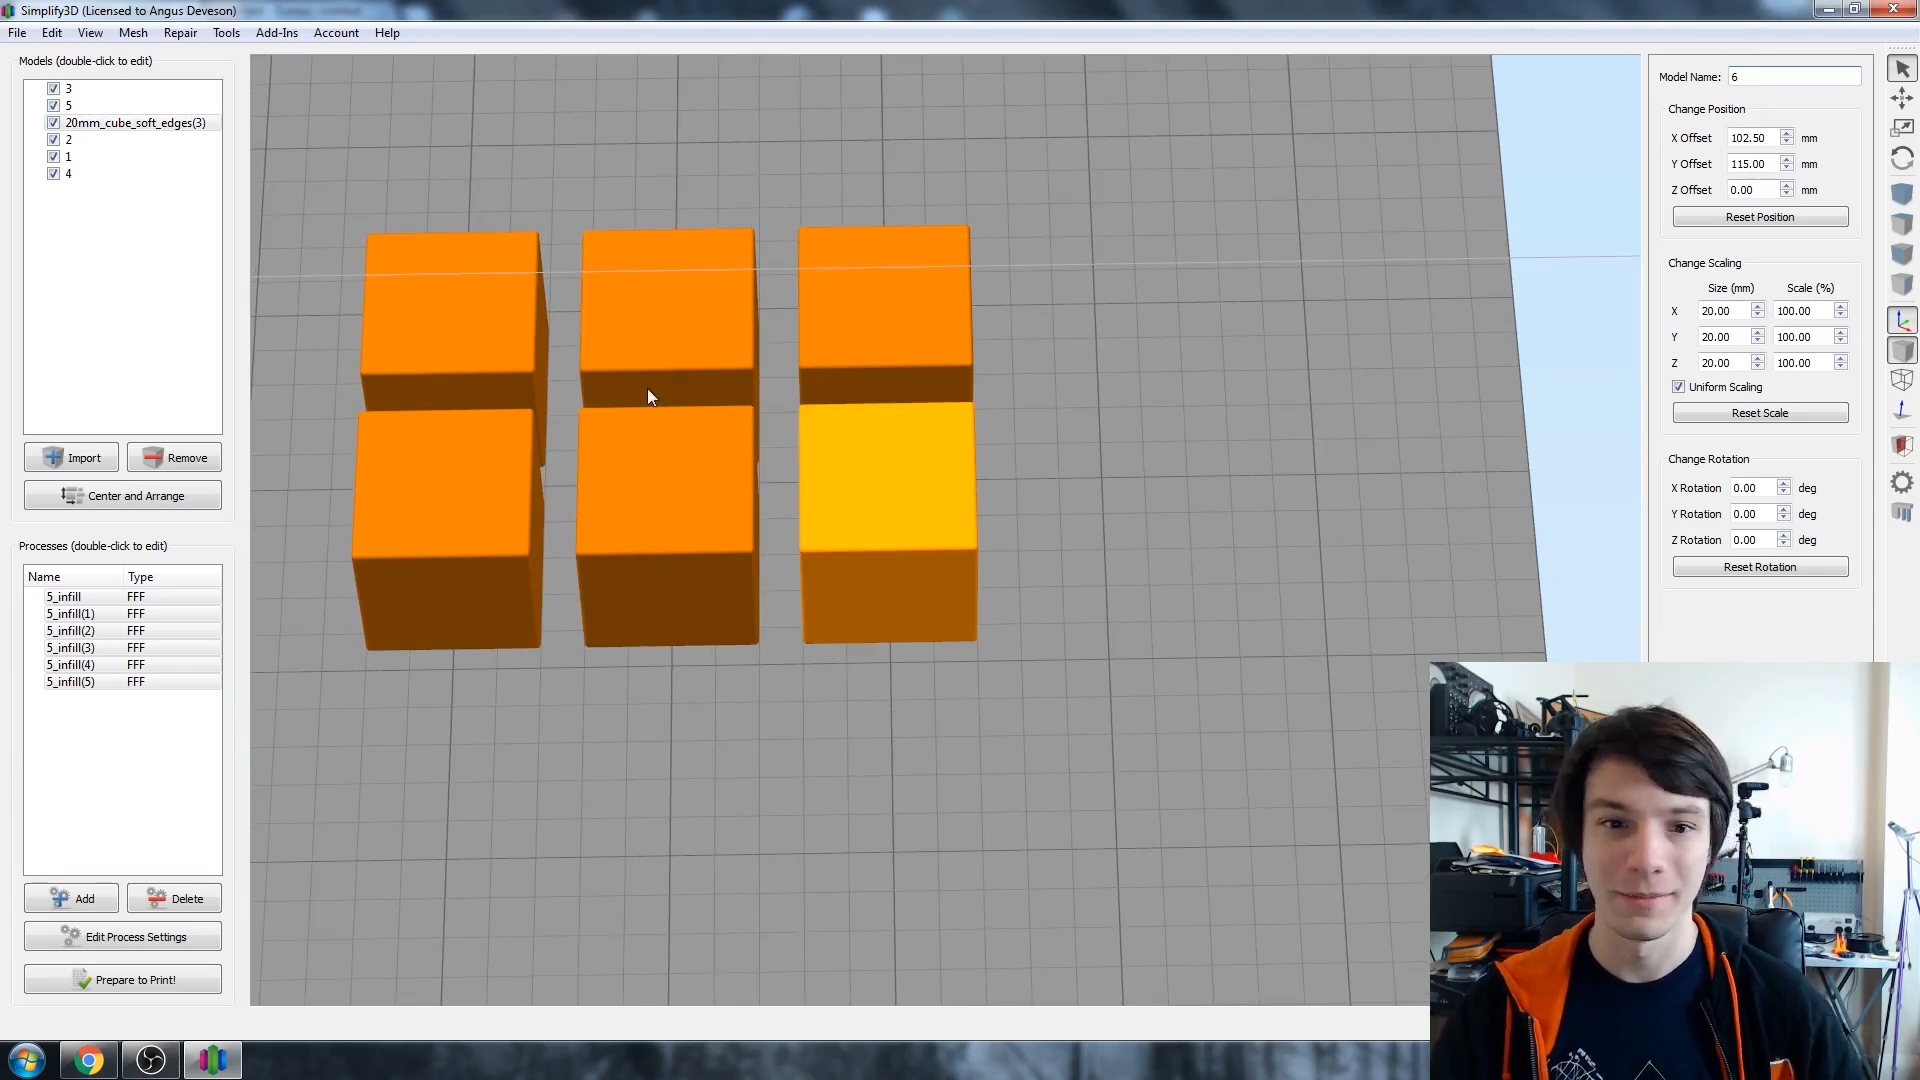 Simplify3D (Licensed to Angus Deveson)
File Edit View Mesh Repair Tools Add-Ins Account Help
Models (double-click to edit)
3
5
20mm_cube_soft_edges(3)
2
1
4
Import Remove
Center and Arrange
Processes (double-click to edit)
Name Type
5_infill FFF
5_infill(1) FFF
5_infill(2) FFF
5_infill(3) FFF
5_infill(4) FFF
5_infill(5) FFF
Add Delete
Edit Process Settings
Prepare to Print!
Model Name: 6
Change Position
X Offset 102.50 mm
Y Offset 115.00 mm
Z Offset 0.00 mm
Reset Position
Change Scaling
Size (mm) Scale (%)
X 20.00 100.00
Y 20.00 100.00
Z 20.00 100.00
Uniform Scaling
Reset Scale
Change Rotation
X Rotation 0.00 deg
Y Rotation 0.00 deg
Z Rotation 0.00 deg
Reset Rotation